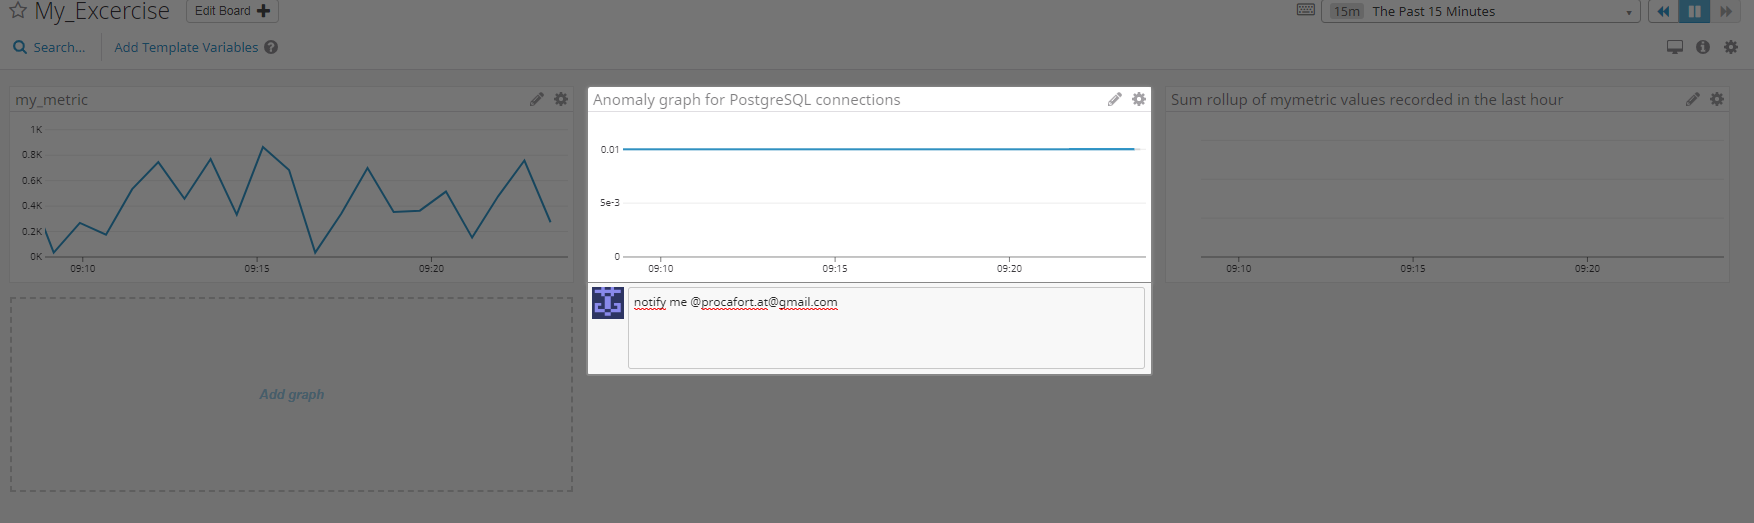 My_Excercise Edit Board
15m The Past 15 Minutes
Search... Add Template Variables ?
my_metric
1K
0.8K
0.6K
0.4K
0.2K
0K
09:10 09:15 09:20
Anomaly graph for PostgreSQL connections
0.01
5e-3
0
09:10 09:15 09:20
notify me @procafort.at@gmail.com
Sum rollup of mymetric values recorded in the last hour
09:10 09:15 09:20
Add graph